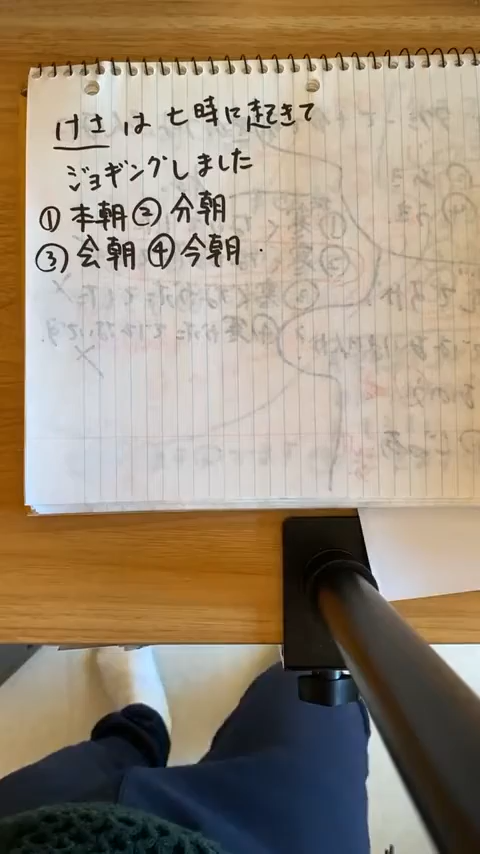 けさは七時に起きて
ジョギングしました
① 本朝 ② 分朝
③ 会朝 ④ 今朝